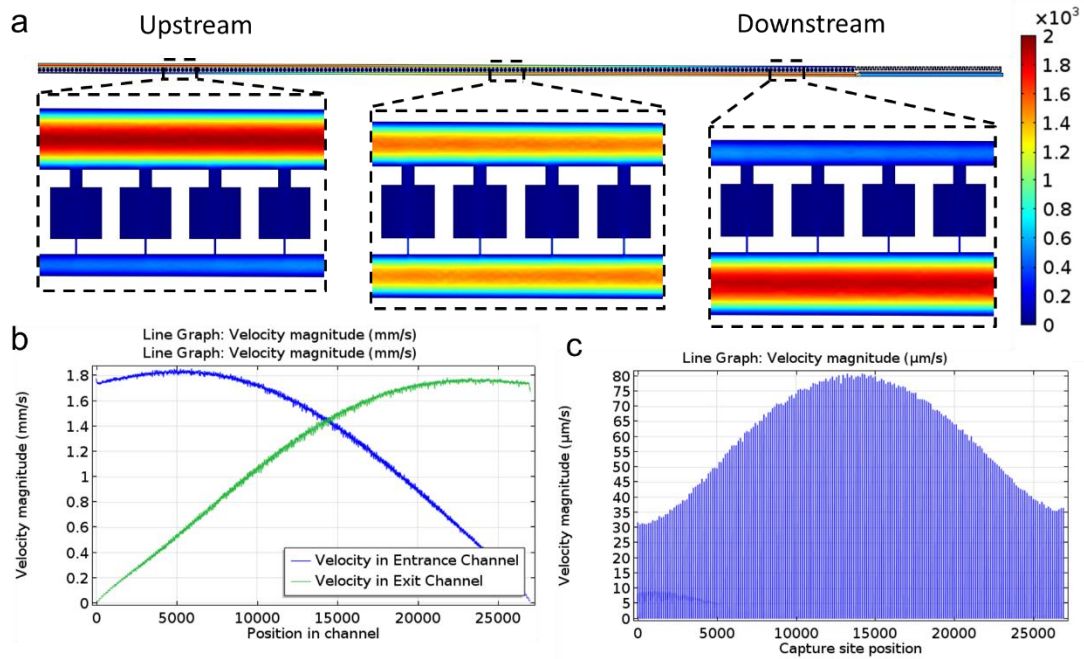 a
Upstream
Downstream
×10³
2
1.8
1.6
1.4
1.2
1
0.8
0.6
0.4
0.2
0
b
Line Graph: Velocity magnitude (mm/s)
Line Graph: Velocity magnitude (mm/s)
Velocity magnitude (mm/s)
1.8
1.6
1.4
1.2
1
0.8
0.6
0.4
0.2
0
Velocity in Entrance Channel
Velocity in Exit Channel
0 5000 10000 15000 20000 25000
Position in channel
c
Line Graph: Velocity magnitude (µm/s)
Velocity magnitude (µm/s)
80
75
70
65
60
55
50
45
40
35
30
25
20
15
10
5
0
0 5000 10000 15000 20000 25000
Capture site position